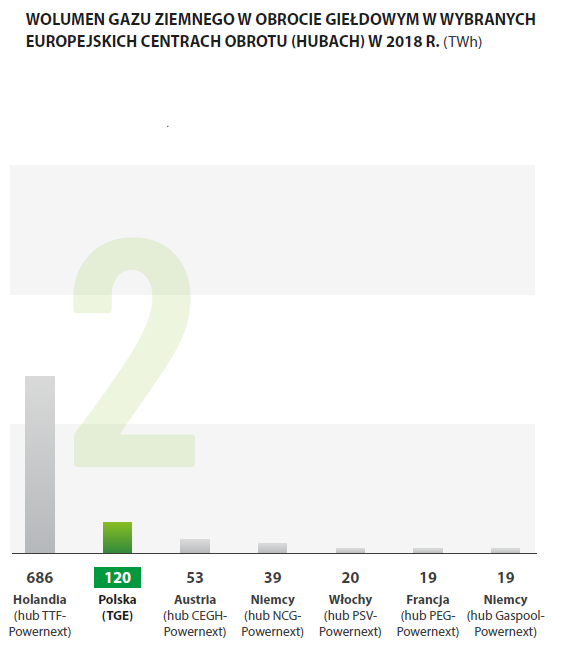 WOLUMEN GAZU ZIEMNEGO W OBROCIE GIEŁDOWYM W WYBRANYCH
EUROPEJSKICH CENTRACH OBROTU (HUBACH) W 2018 R. (TWh)
2
686 120 53 39 20 19 19
Holandia Polska Austria Niemcy Włochy Francja Niemcy
(hub TTF- (TGE) (hub CEGH- (hub NCG- (hub PSV- (hub PEG- (hub Gaspool-
Powernext) Powernext) Powernext) Powernext) Powernext) Powernext)